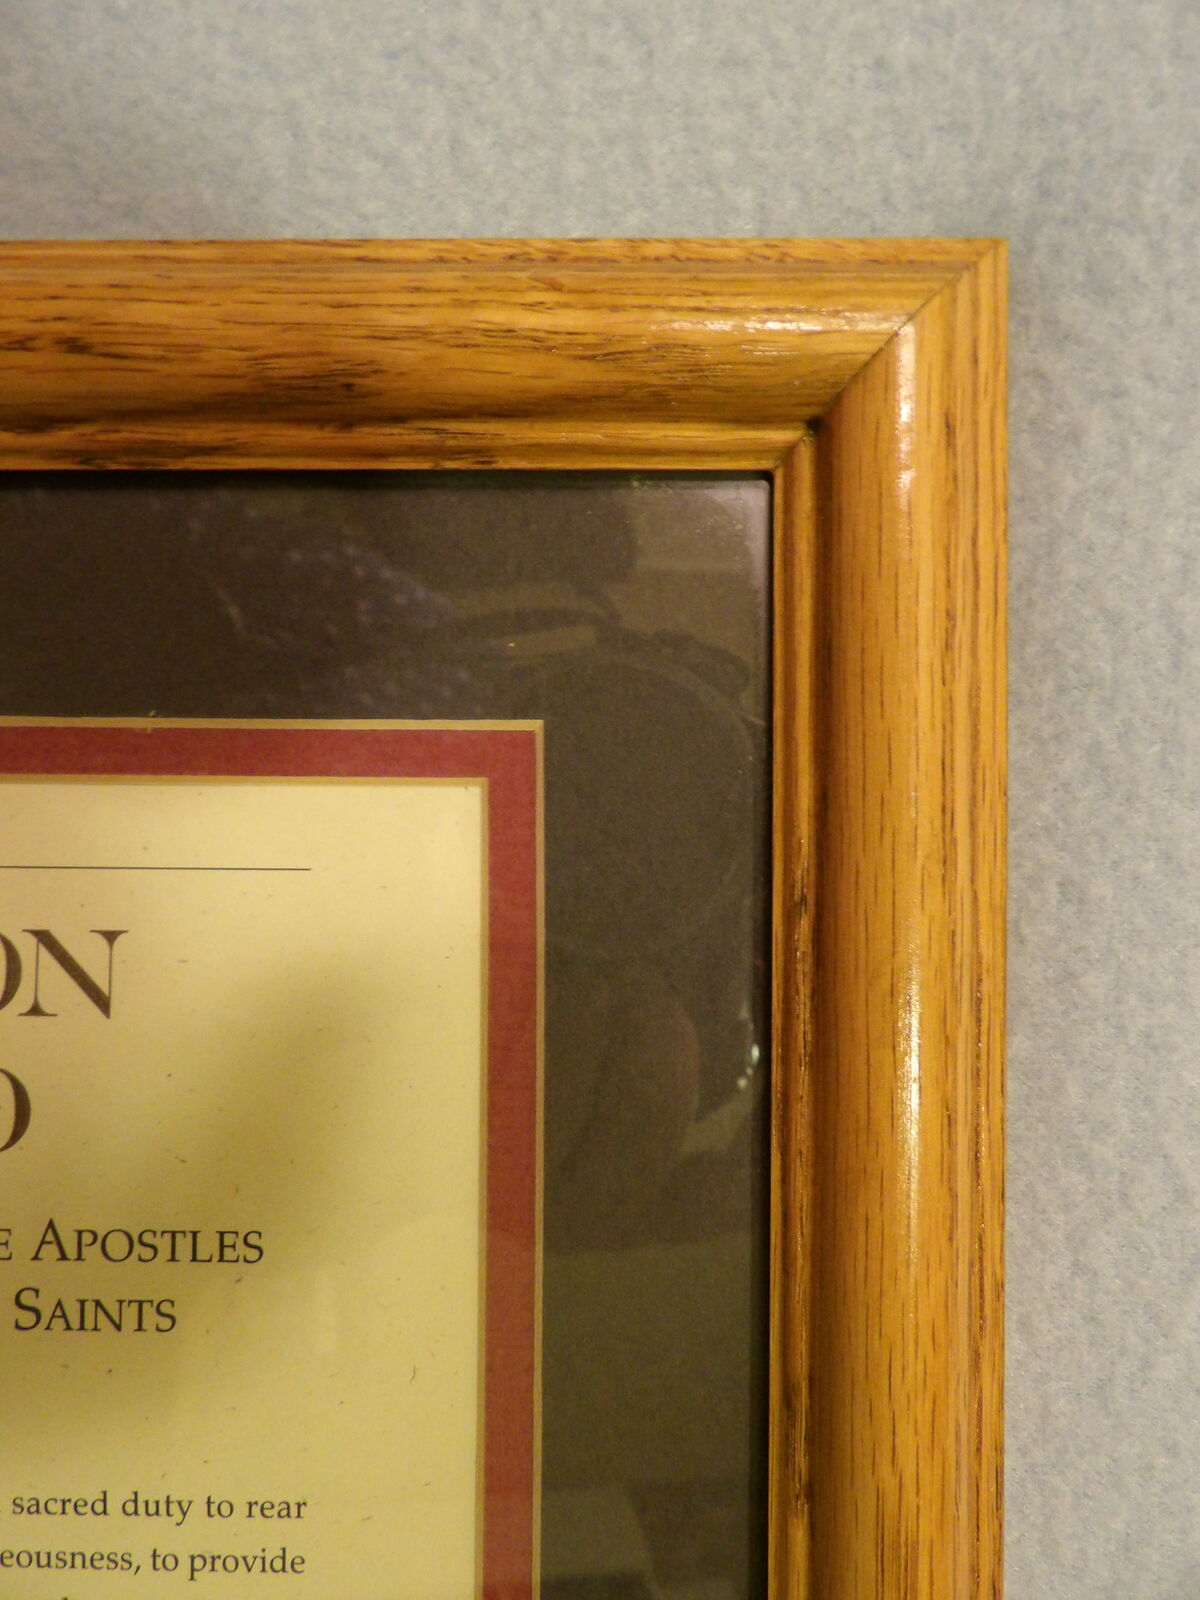 ON
E APOSTLES
SAINTS
sacred duty to rear
eousness, to provide